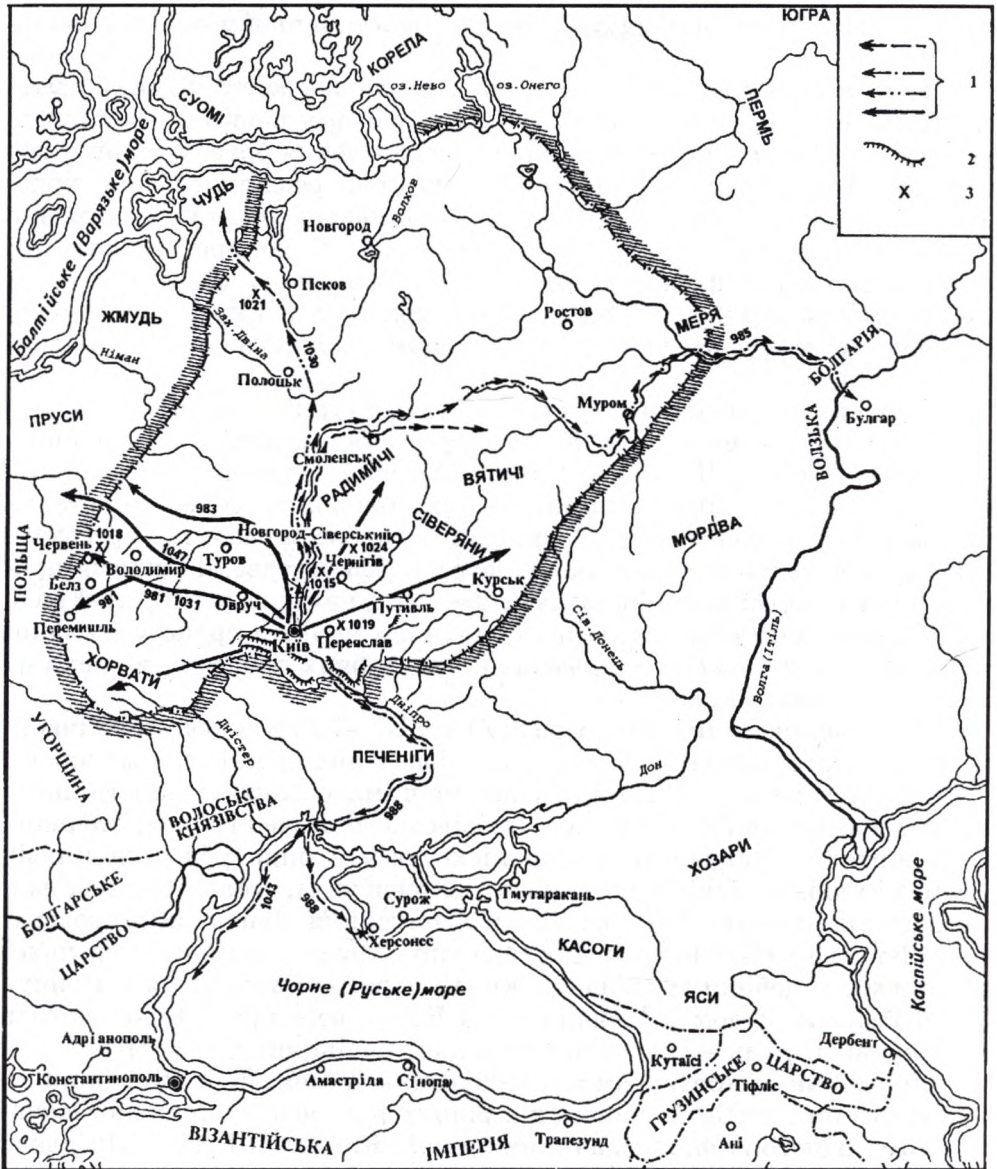 ЮГРА
1
2
X 3
КОРЕЛА
оз.Нево
оз.Онего
СУОМІ
ПЕРМЬ
Балтійське (Варязьке) море
ЧУДЬ
Волхов
Новгород
Псков
X
1021
ЖМУДЬ
Зах.Двіна
1030
Ростов
МЕРЯ
985
БОЛГАРІЯ
ВОЛЗЬКА
Німан
Полоцьк
Булгар
ПРУСИ
Муром
Смоленськ
РАДИМИЧІ
ВЯТИЧІ
983
СІВЕРЯНИ
МОРДВА
ПОЛЬЩА
Новгород-Сіверський
1018
X
Червень
1047
Туров
X 1024
Чернігів
Володимир
X
1015
Белз
981
981
1031
Овруч
Путивль
Курськ
Перемишль
Київ
X 1019
Переяслав
Сів.Донець
Волга (Ітіль)
ХОРВАТИ
Дніпро
УГОРЩИНА
Дністер
ПЕЧЕНІГИ
Дон
ВОЛОСЬКІ
КНЯЗІВСТВА
988
ХОЗАРИ
БОЛГАРСЬКЕ
ЦАРСТВО
1043
988
Сурож
Тмутаракань
Херсонес
КАСОГИ
Каспійське море
Чорне (Руське) море
ЯСИ
Адріанополь
Кутаїсі
Дербент
ГРУЗИНСЬКЕ
ЦАРСТВО
Константинополь
Амастріда
Сінопа
Тіфліс
ВІЗАНТІЙСЬКА
ІМПЕРІЯ
Трапезунд
Ані